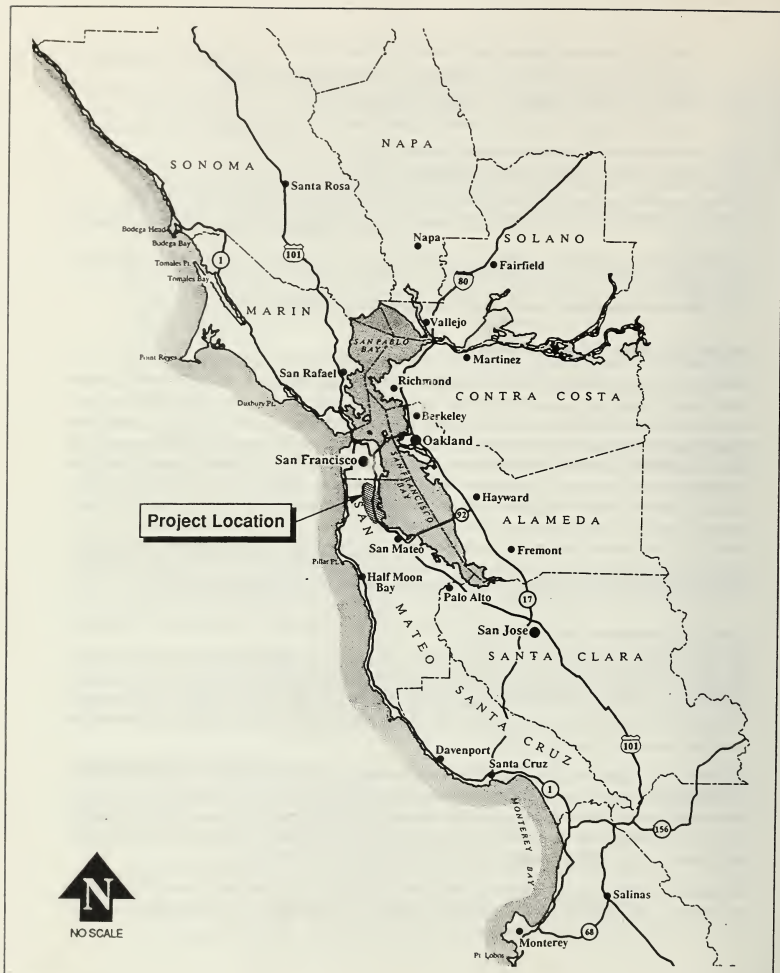 NAPA
SONOMA
Santa Rosa
Bodega Head
Bodega Bay
1
101
Napa
SOLANO
Tomales Pt.
Tomales Bay
80
Fairfield
MARIN
Vallejo
SAN PABLO
BAY
Martinez
Point Reyes
San Rafael
Richmond
CONTRA COSTA
Duxbury Pt.
Berkeley
Oakland
San Francisco
SAN FRANCISCO
BAY
Hayward
Project Location
92
ALAMEDA
San Mateo
Fremont
Pillar Pt.
Half Moon
Bay
Palo Alto
17
San Jose
SAN MATEO
SANTA CLARA
SANTA CRUZ
101
Davenport
Santa Cruz
1
MONTEREY BAY
156
N
NO SCALE
Salinas
68
Monterey
Pt. Lobos